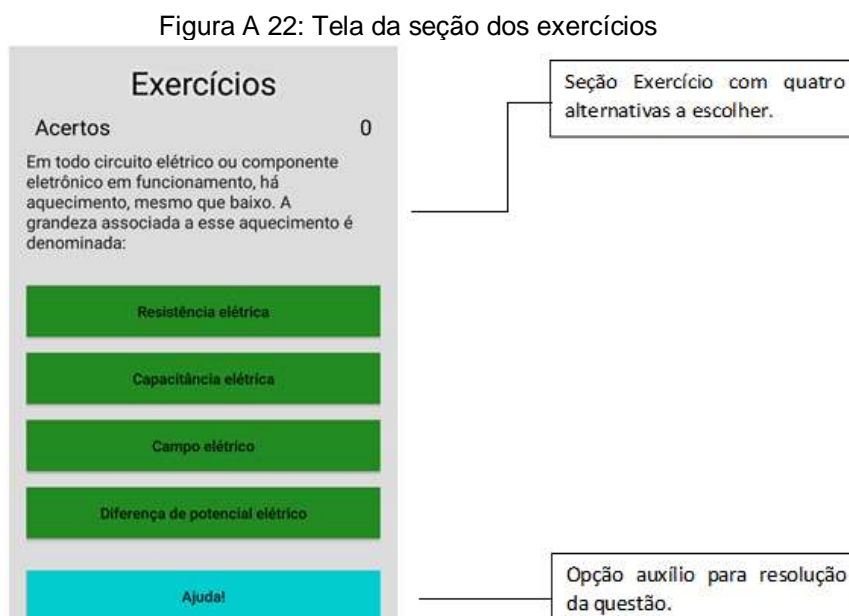 Figura A 22: Tela da seção dos exercícios
Exercícios
Acertos 0
Em todo circuito elétrico ou componente
eletrônico em funcionamento, há
aquecimento, mesmo que baixo. A
grandeza associada a esse aquecimento é
denominada:
Resistência elétrica
Capacitância elétrica
Campo elétrico
Diferença de potencial elétrico
Ajuda!
Seção Exercício com quatro
alternativas a escolher.
Opção auxílio para resolução
da questão.